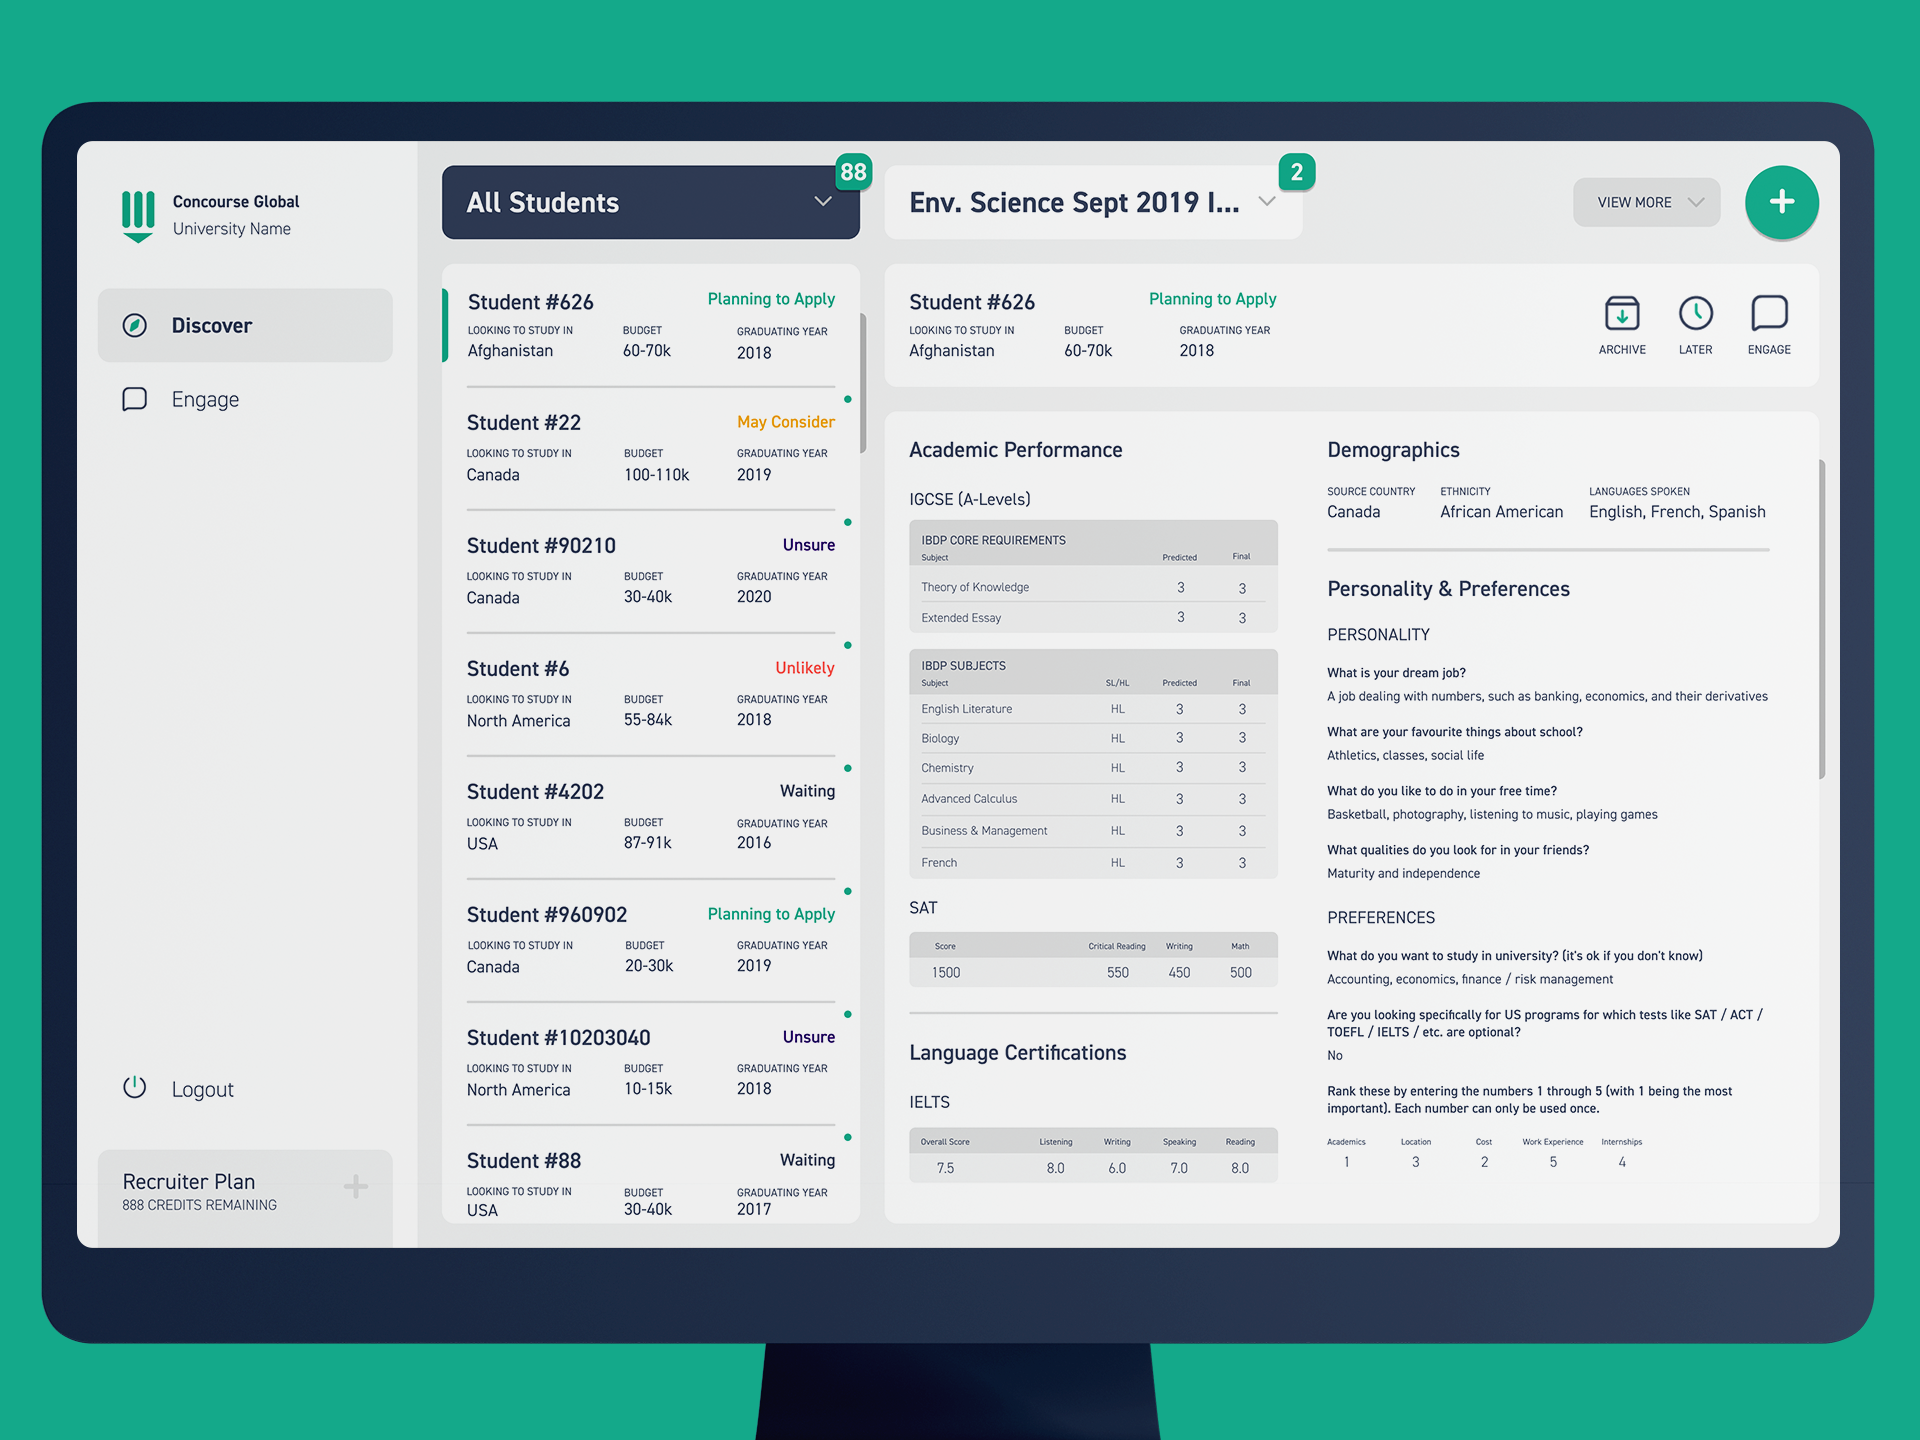 Concourse Global
University Name
Discover
Engage
Logout
Recruiter Plan
888 CREDITS REMAINING
All Students
88
Student #626 Planning to Apply
LOOKING TO STUDY IN BUDGET GRADUATING YEAR
Afghanistan 60-70k 2018
Student #22 May Consider
LOOKING TO STUDY IN BUDGET GRADUATING YEAR
Canada 100-110k 2019
Student #90210 Unsure
LOOKING TO STUDY IN BUDGET GRADUATING YEAR
Canada 30-40k 2020
Student #6 Unlikely
LOOKING TO STUDY IN BUDGET GRADUATING YEAR
North America 55-84k 2018
Student #4202 Waiting
LOOKING TO STUDY IN BUDGET GRADUATING YEAR
USA 87-91k 2016
Student #960902 Planning to Apply
LOOKING TO STUDY IN BUDGET GRADUATING YEAR
Canada 20-30k 2019
Student #10203040 Unsure
LOOKING TO STUDY IN BUDGET GRADUATING YEAR
North America 10-15k 2018
Student #88 Waiting
LOOKING TO STUDY IN BUDGET GRADUATING YEAR
USA 30-40k 2017
Env. Science Sept 2019 I...
2
VIEW MORE
Student #626 Planning to Apply
LOOKING TO STUDY IN BUDGET GRADUATING YEAR
Afghanistan 60-70k 2018
ARCHIVE LATER ENGAGE
Academic Performance
IGCSE (A-Levels)
IBDP CORE REQUIREMENTS
Subject Predicted Final
Theory of Knowledge 3 3
Extended Essay 3 3
IBDP SUBJECTS
Subject SL/HL Predicted Final
English Literature HL 3 3
Biology HL 3 3
Chemistry HL 3 3
Advanced Calculus HL 3 3
Business & Management HL 3 3
French HL 3 3
SAT
Score Critical Reading Writing Math
1500 550 450 500
Language Certifications
IELTS
Overall Score Listening Writing Speaking Reading
7.5 8.0 6.0 7.0 8.0
Demographics
SOURCE COUNTRY ETHNICITY LANGUAGES SPOKEN
Canada African American English, French, Spanish
Personality & Preferences
PERSONALITY
What is your dream job?
A job dealing with numbers, such as banking, economics, and their derivatives
What are your favourite things about school?
Athletics, classes, social life
What do you like to do in your free time?
Basketball, photography, listening to music, playing games
What qualities do you look for in your friends?
Maturity and independence
PREFERENCES
What do you want to study in university? (it's ok if you don't know)
Accounting, economics, finance / risk management
Are you looking specifically for US programs for which tests like SAT / ACT /
TOEFL / IELTS / etc. are optional?
No
Rank these by entering the numbers 1 through 5 (with 1 being the most
important). Each number can only be used once.
Academics Location Cost Work Experience Internships
1 3 2 5 4